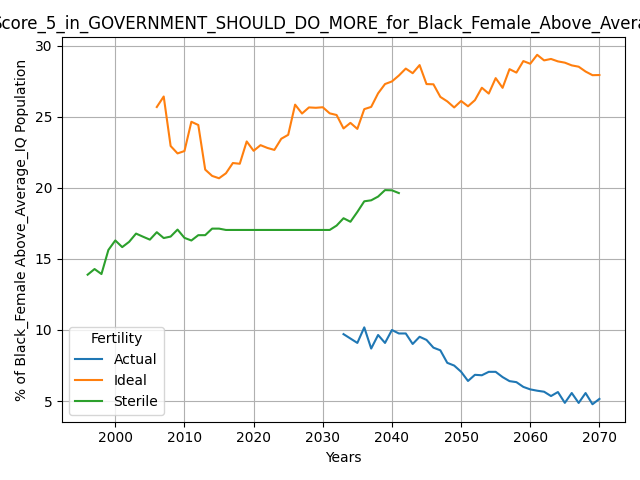 Score_5_in_GOVERNMENT_SHOULD_DO_MORE_for_Black_Female_Above_Avera
% of Black_Female Above_Average_IQ Population
30
25
20
15
10
5
Fertility
Actual
Ideal
Sterile
2000 2010 2020 2030 2040 2050 2060 2070
Years